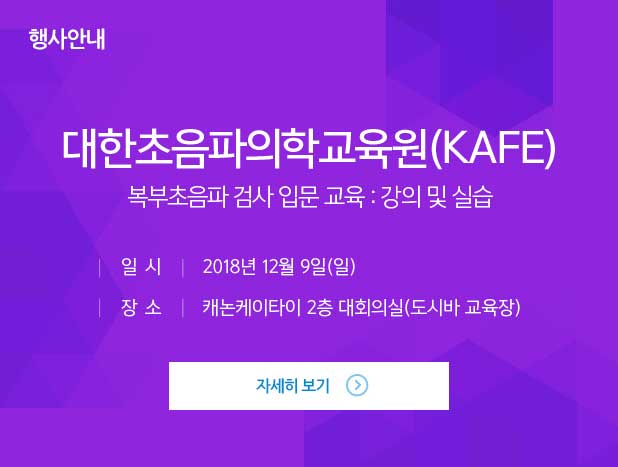 행사안내
대한초음파의학교육원(KAFE)
복부초음파 검사 입문 교육 : 강의 및 실습
| 일 시 | 2018년 12월 9일(일)
| 장 소 | 캐논케이타이 2층 대회의실(도시바 교육장)
자세히 보기